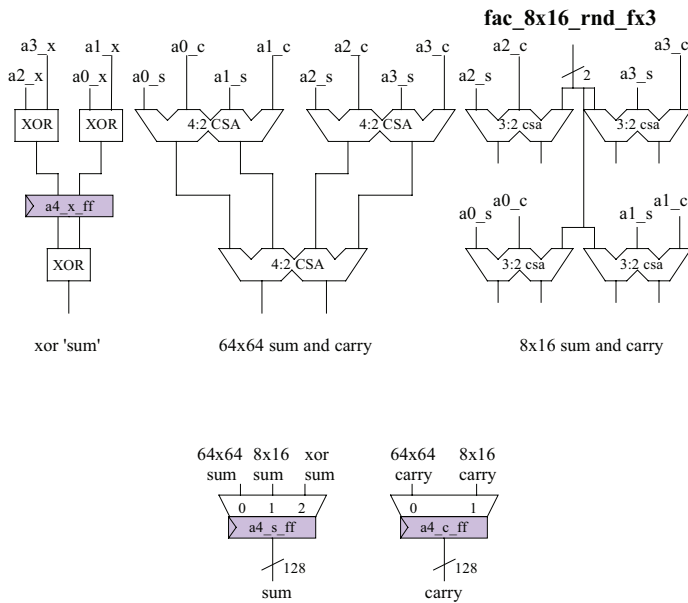 fac_8x16_rnd_fx3
a3_x a1_x a0_c a1_c a2_c a3_c a2_c a3_c
a2_x a0_x a0_s a1_s a2_s a3_s a2_s 2 a3_s
XOR XOR 4:2 CSA 4:2 CSA 3:2 csa 3:2 csa
a4_x_ff
a0_s a0_c a1_s a1_c
XOR 4:2 CSA 3:2 csa 3:2 csa
xor 'sum' 64x64 sum and carry 8x16 sum and carry
64x64 8x16 xor 64x64 8x16
sum sum sum carry carry
0 1 2 0 1
a4_s_ff a4_c_ff
128 128
sum carry